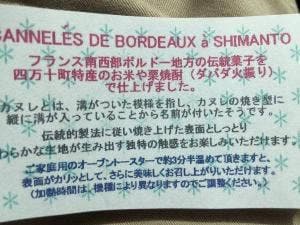 CANNELÉS DE BORDEAUX à SHIMANTO
フランス南西部ボルドー地方の伝統菓子を
四万十町特産のお米や栗焼酎（ダバダ火振り）
で仕上げました。
カヌレとは、溝がついた模様を指し、カヌレの焼き型に
縦に溝が入っていることから名前が付いたそうです。
伝統的製法に従い焼き上げた表面としっとり
わらかな生地が生み出す独特の触感をお楽しみいただけます。
ご家庭用のオーブントースターで約3分半温めて頂きますと、
表面がカリッとして、さらに美味しくお召し上がりいただけます。
（加熱時間は、機種により異なりますのでご調整ください。）